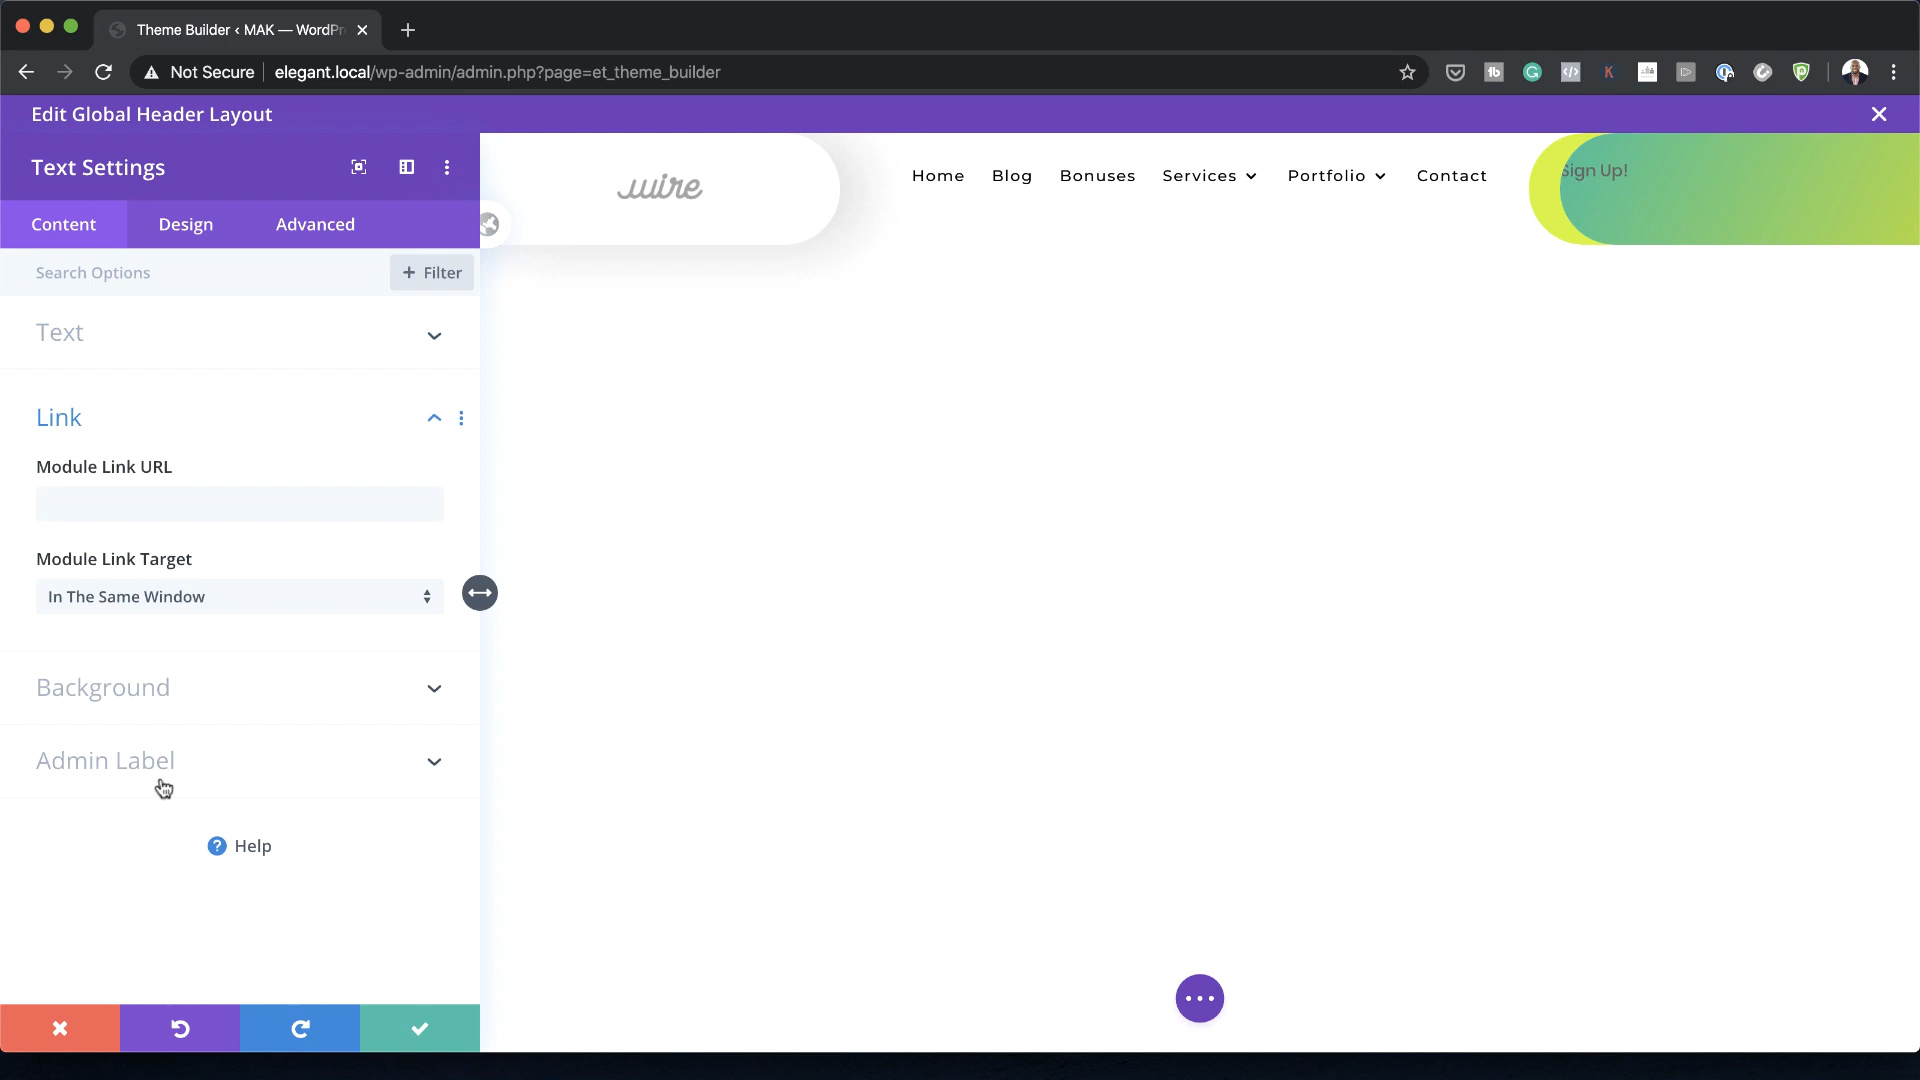 Theme Builder ‹ MAK — WordPr
Not Secure
elegant.local/wp-admin/admin.php?page=et_theme_builder
Edit Global Header Layout
Text Settings
Content
Design
Advanced
Search Options
+ Filter
Text
Link
Module Link URL
Module Link Target
In The Same Window
Background
Admin Label
? Help
wire
Home
Blog
Bonuses
Services
Portfolio
Contact
Sign Up!